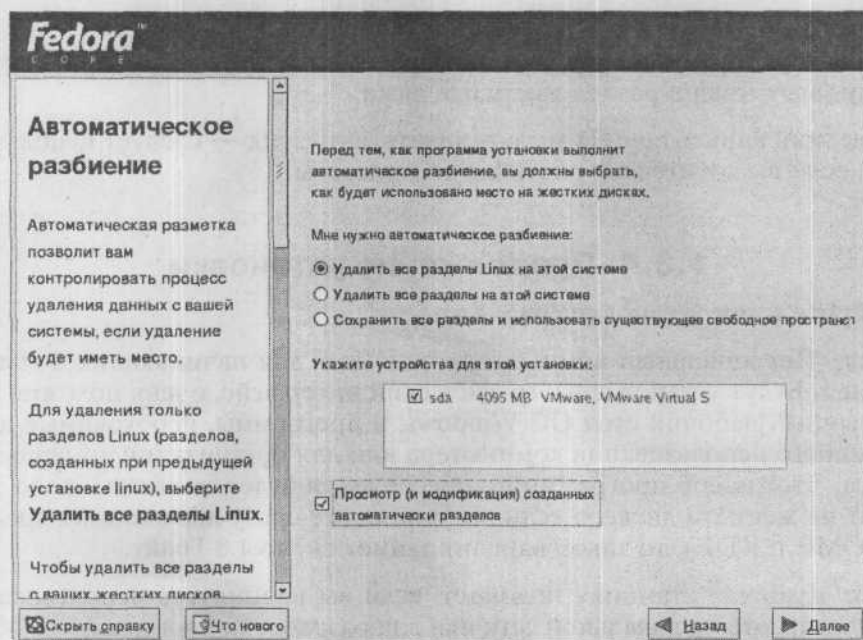 Fedora™
CORE
Автоматическое
разбиение
Автоматическая разметка
позволит вам
контролировать процесс
удаления данных с вашей
системы, если удаление
будет иметь место.
Для удаления только
разделов Linux (разделов,
созданных при предыдущей
установке linux), выберите
Удалить все разделы Linux.
Чтобы удалить все разделы
с ваших жестких дисков
Перед тем, как программа установки выполнит
автоматическое разбиение, вы должны выбрать,
как будет использовано место на жестких дисках.
Мне нужно автоматическое разбиение:
Удалить все разделы Linux на этой системе
Удалить все разделы на этой системе
Сохранить все разделы и использовать существующее свободное пространст
Укажите устройства для этой установки:
sda 4095 MB VMware, VMware Virtual S
Просмотр (и модификация) созданных
автоматически разделов
Скрыть справку
Что нового
Назад
Далее